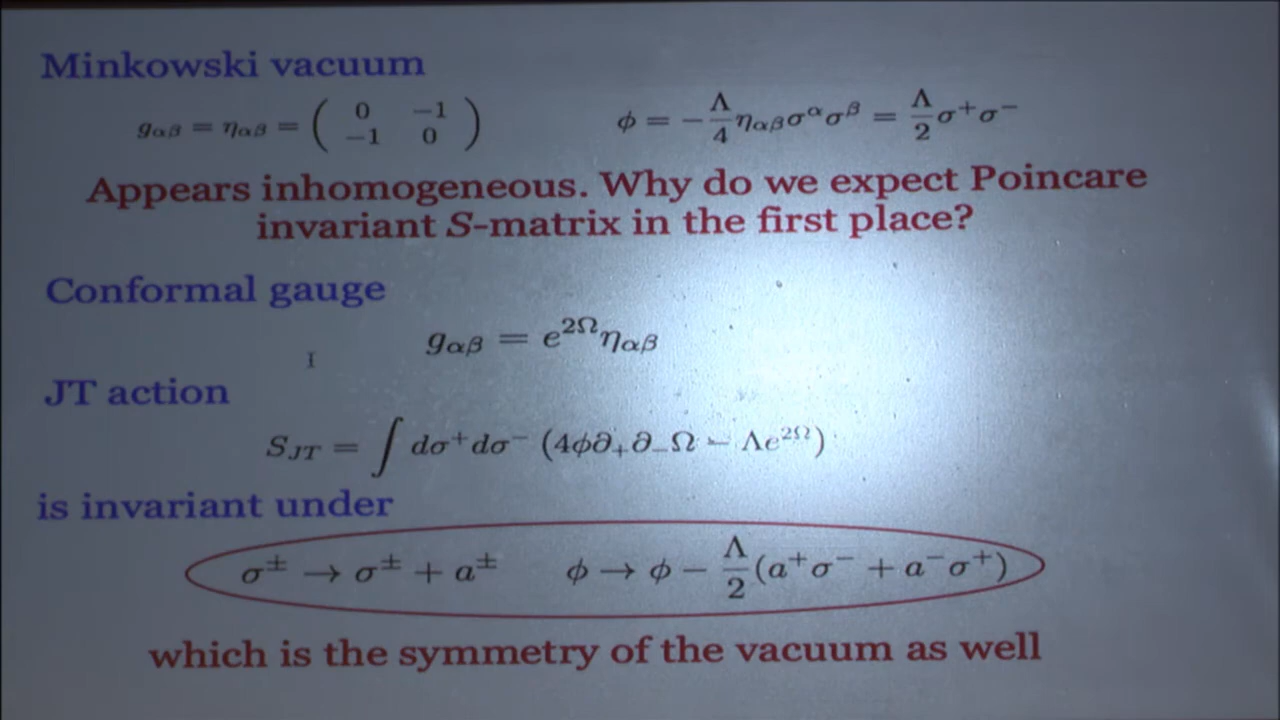 Minkowski vacuum
g_{αβ} = η_{αβ} = ( 0 −1 −1 0 ) φ = −Λ/4 η_{αβ}σ^α σ^β = Λ/2 σ⁺σ⁻
Appears inhomogeneous. Why do we expect Poincare
invariant S-matrix in the first place?
Conformal gauge
g_{αβ} = e^{2Ω}η_{αβ}
JT action
S_{JT} = ∫ dσ⁺dσ⁻ (4φ∂₊∂₋Ω − Λe^{2Ω})
is invariant under
σ^± → σ^± + a^± φ → φ − Λ/2 (a⁺σ⁻ + a⁻σ⁺)
which is the symmetry of the vacuum as well